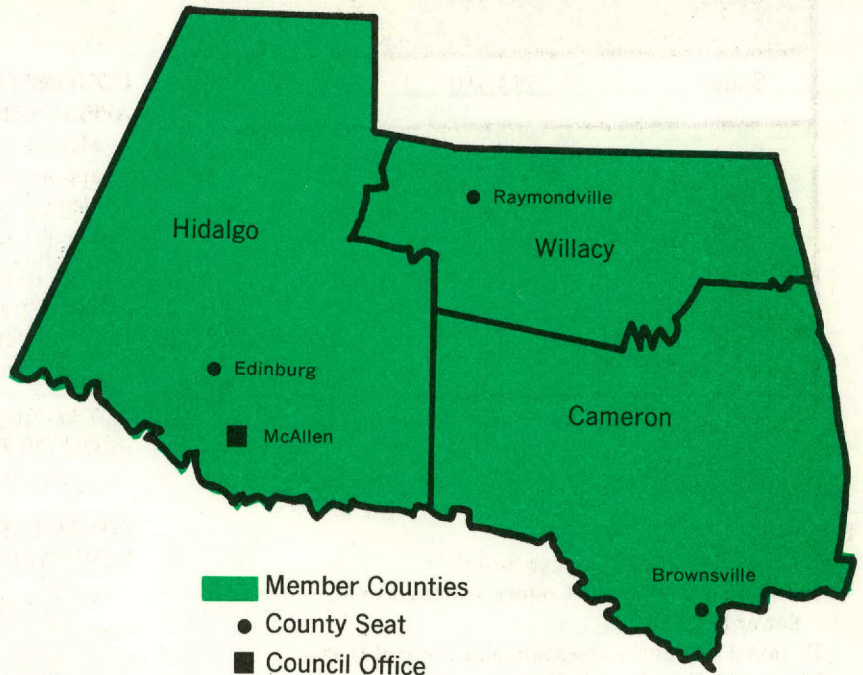 Raymondville
Hidalgo
Willacy
Edinburg
Cameron
McAllen
Brownsville
Member Counties
County Seat
Council Office